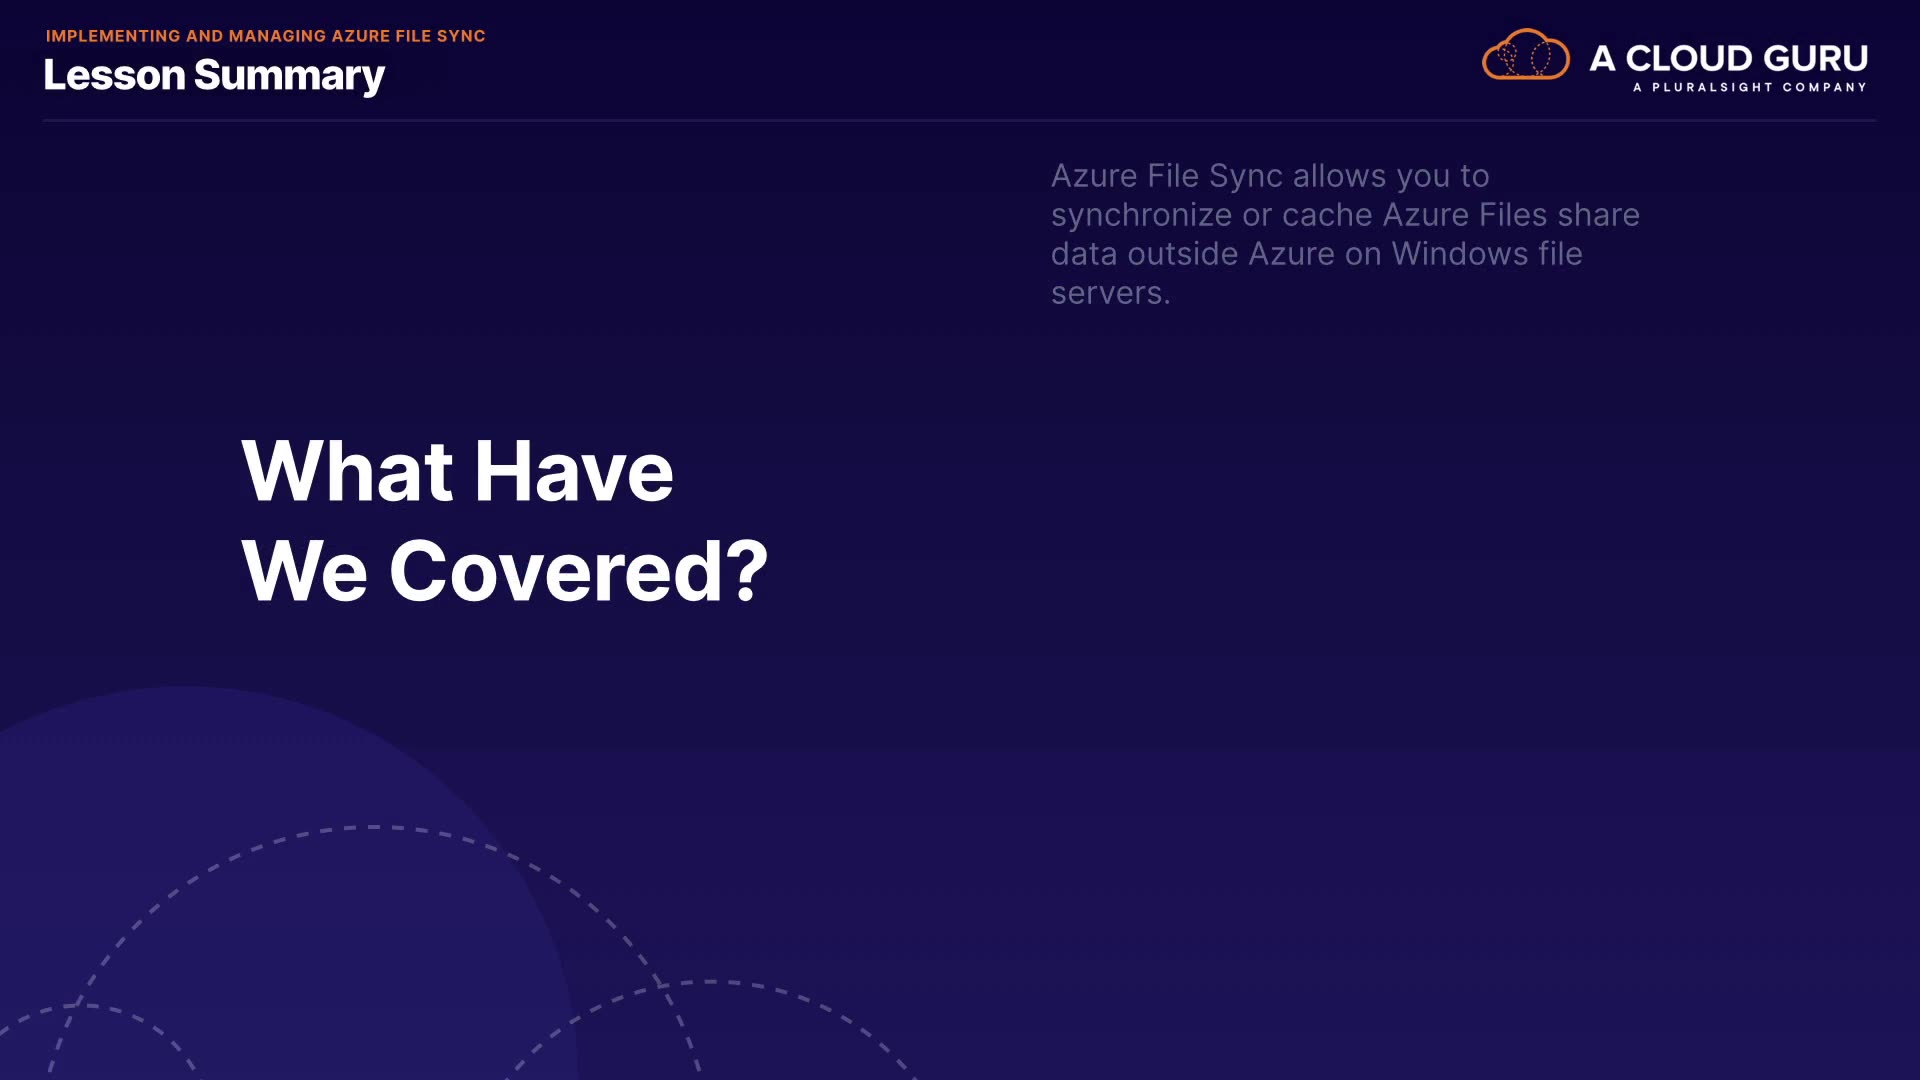 IMPLEMENTING AND MANAGING AZURE FILE SYNC
Lesson Summary
A CLOUD GURU
A PLURALSIGHT COMPANY
Azure File Sync allows you to
synchronize or cache Azure Files share
data outside Azure on Windows file
servers.
What Have
We Covered?